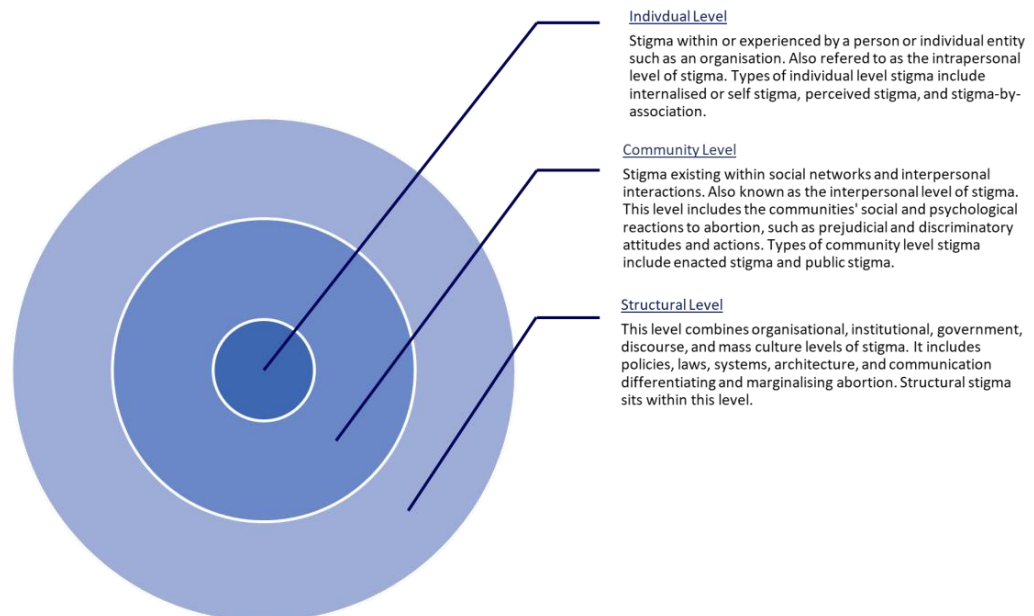 Indivdual Level
Stigma within or experienced by a person or individual entity
such as an organisation. Also refered to as the intrapersonal
level of stigma. Types of individual level stigma include
internalised or self stigma, perceived stigma, and stigma-by-
association.
Community Level
Stigma existing within social networks and interpersonal
interactions. Also known as the interpersonal level of stigma.
This level includes the communities' social and psychological
reactions to abortion, such as prejudicial and discriminatory
attitudes and actions. Types of community level stigma
include enacted stigma and public stigma.
Structural Level
This level combines organisational, institutional, government,
discourse, and mass culture levels of stigma. It includes
policies, laws, systems, architecture, and communication
differentiating and marginalising abortion. Structural stigma
sits within this level.